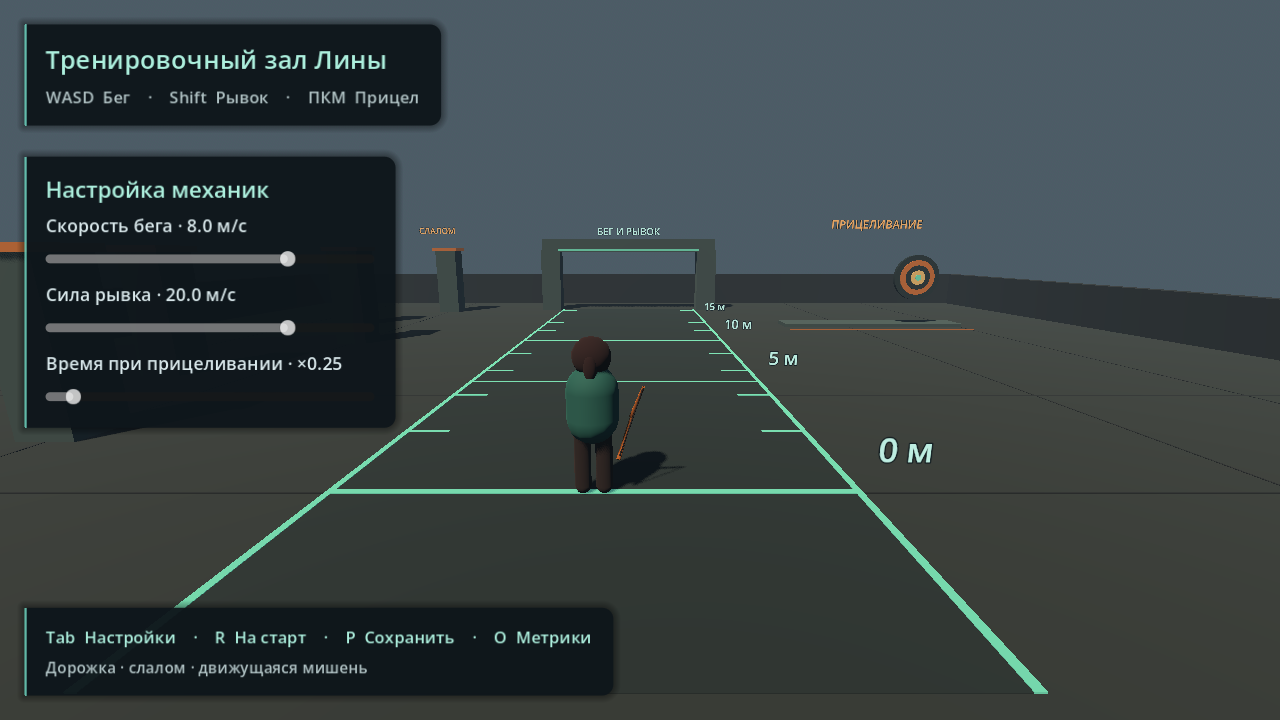 Тренировочный зал Лины
WASD Бег · Shift Рывок · ПКМ Прицел
Настройка механик
Скорость бега · 8.0 м/с
Сила рывка · 20.0 м/с
Время при прицеливании · ×0.25
СЛАЛОМ
БЕГ И РЫВОК
ПРИЦЕЛИВАНИЕ
15 м
10 м
5 м
0 м
Tab Настройки · R На старт · P Сохранить · O Метрики
Дорожка · слалом · движущаяся мишень